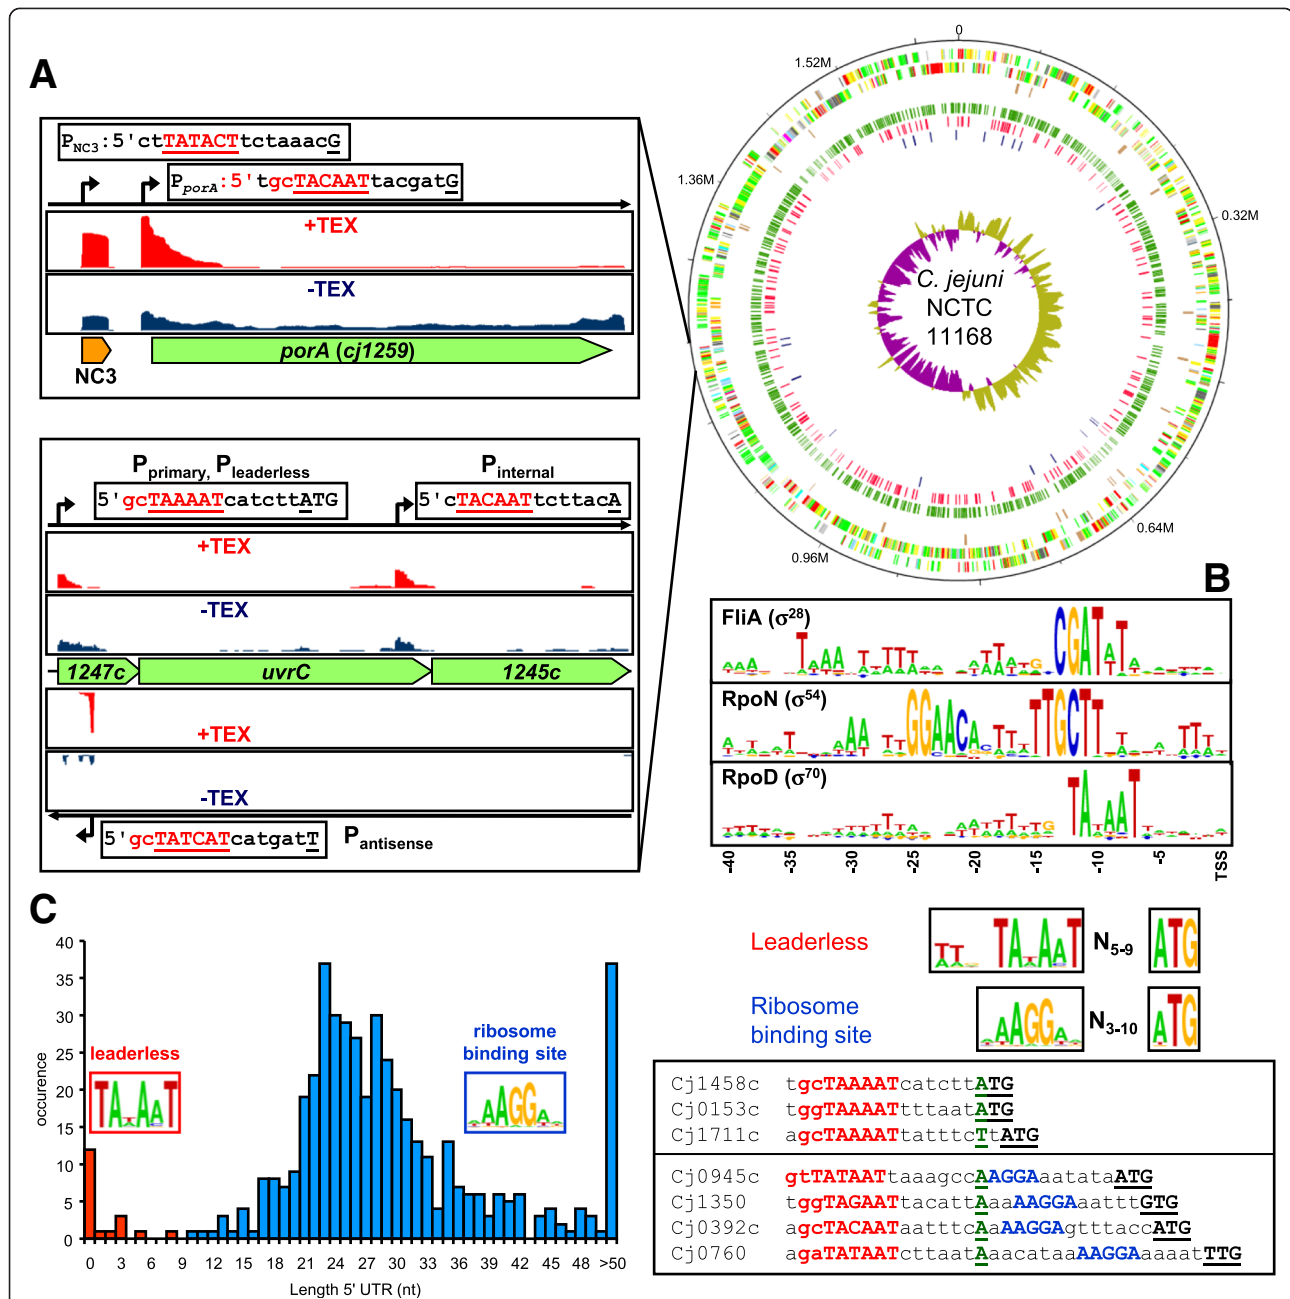 A
P_NC3:5'ctTATACTtctaaacG
P_porA:5'tgcTACAATtacgatG
+TEX
-TEX
porA (cj1259)
NC3
P_primary, P_leaderless
P_internal
5'gcTAAAATcatcttATG
5'cTACAATtcttacA
+TEX
-TEX
1247c
uvrC
1245c
+TEX
-TEX
5'gcTATCATcatgatT
P_antisense
0
1.52M
1.36M
0.32M
0.64M
0.96M
C. jejuni
NCTC
11168
B
FliA (σ28)
RpoN (σ54)
RpoD (σ70)
-40
-35
-30
-25
-20
-15
-10
-5
TSS
C
occurence
40
35
30
25
20
15
10
5
0
leaderless
ribosome
binding site
0 3 6 9 12 15 18 21 24 27 30 33 36 39 42 45 48 >50
Length 5' UTR (nt)
Leaderless
N5-9
ATG
Ribosome
binding site
N3-10
ATG
Cj1458c tgcTAAAATcatcttATG
Cj0153c tggTAAAATtttaatATG
Cj1711c agcTAAAATtatttcTtATG
Cj0945c gtTATAATtaaagccAAGGAaatataATG
Cj1350 tggTAGAATtacattAaaAAGGAaatttGTG
Cj0392c agcTACAATaatttcAaAAGGAgtttaccATG
Cj0760 agaTATAATcttaatAaacataaAAGGAaaaatTTG